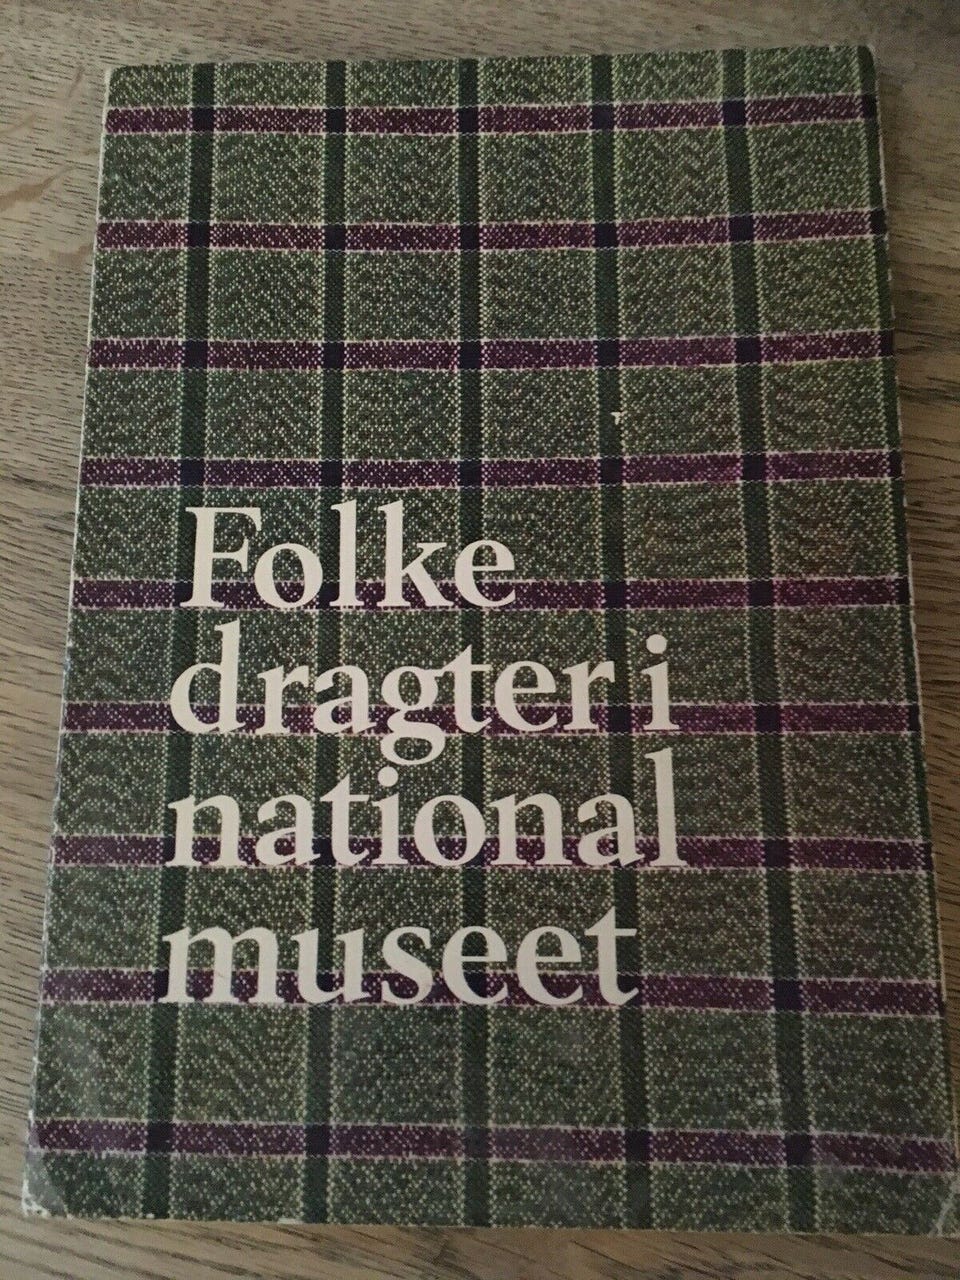 Folke
dragter i
national
museet